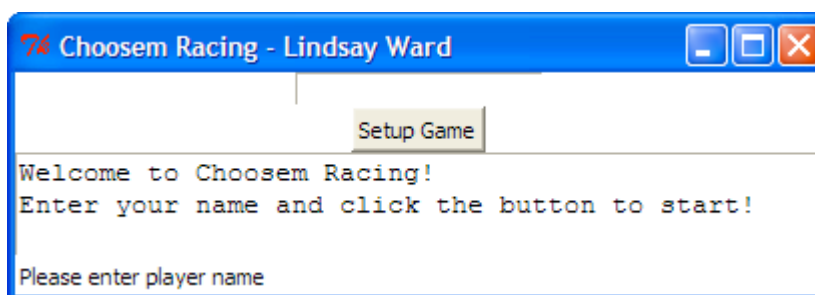 Choosem Racing - Lindsay Ward
Setup Game
Welcome to Choosem Racing!
Enter your name and click the button to start!
Please enter player name